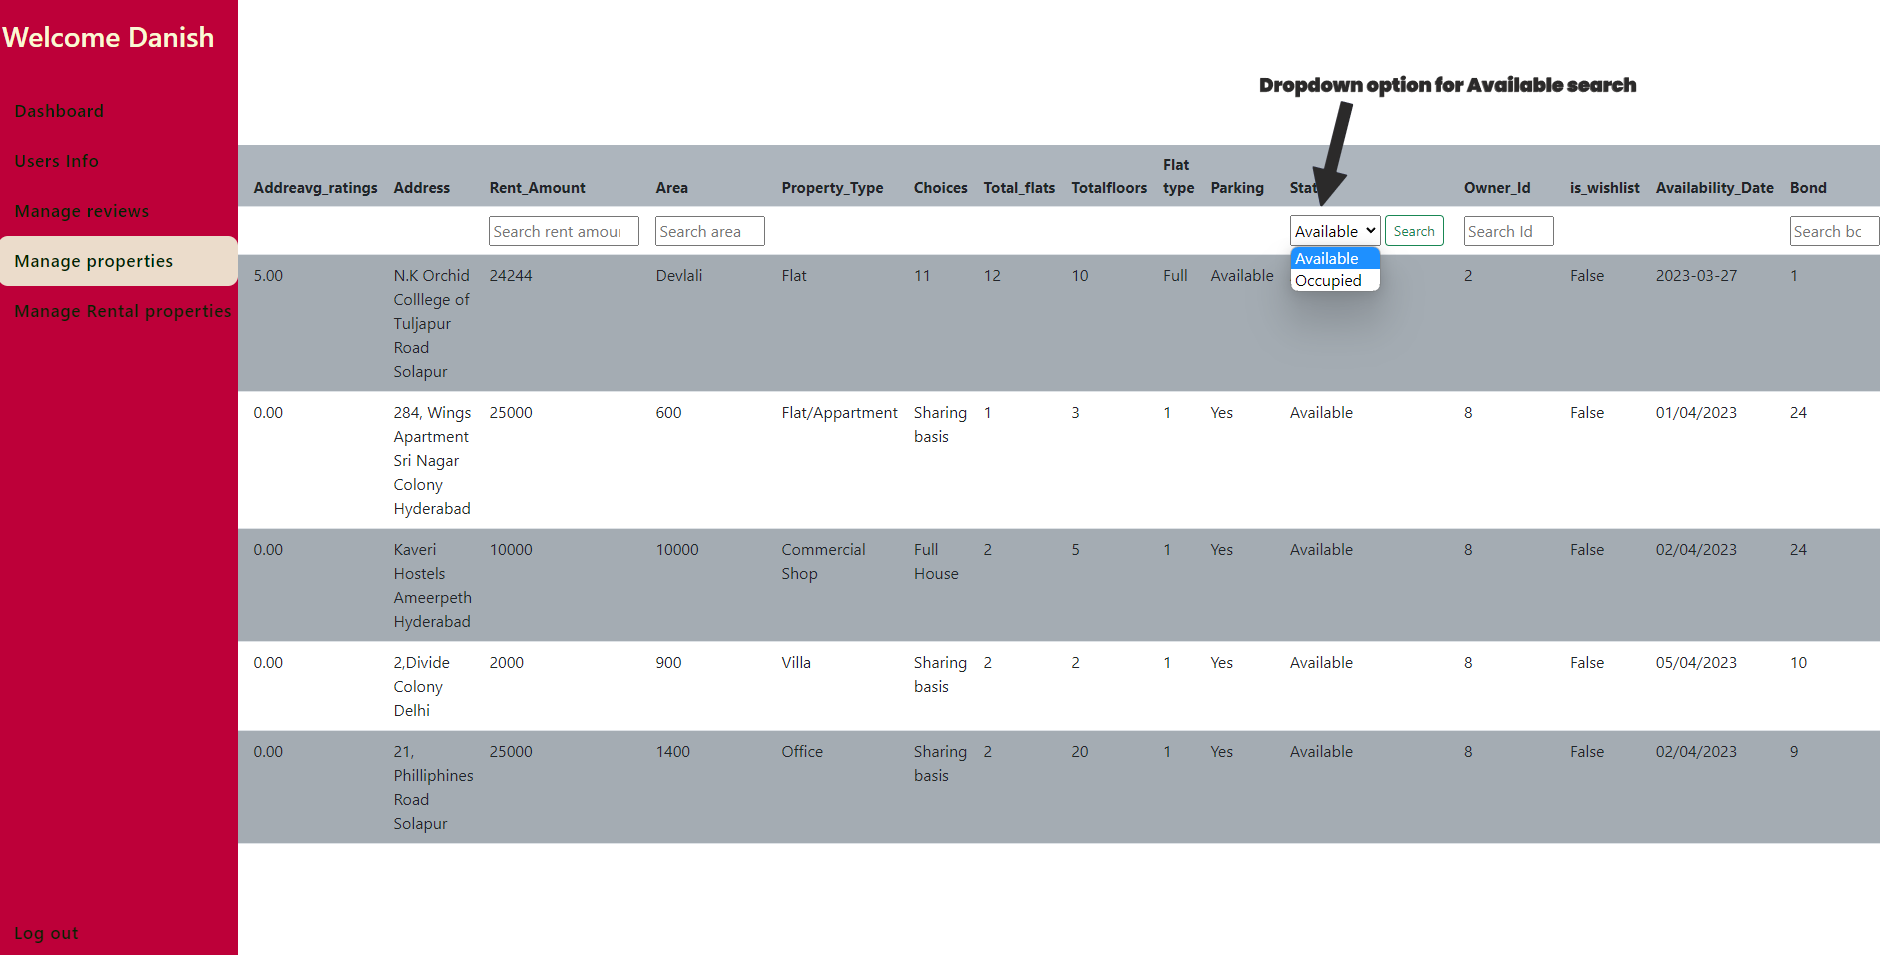 Welcome Danish
Dashboard
Users Info
Manage reviews
Manage properties
Manage Rental properties
Log out
Dropdown option for Available search
Addreavg_ratings Address Rent_Amount Area Property_Type Choices Total_flats Totalfloors Flat type Parking Owner_Id is_wishlist Availability_Date Bond
Search rent Search area Available Search Search Id Search
Available
Occupied
5.00 N.K Orchid 24244 Devlali Flat 11 12 10 Full Available 2 False 2023-03-27 1
Colllege of
Tuljapur
Road
Solapur
0.00 284, Wings 25000 600 Flat/Appartment Sharing 1 3 1 Yes Available 8 False 01/04/2023 24
Apartment basis
Sri Nagar
Colony
Hyderabad
0.00 Kaveri 10000 10000 Commercial Full 2 5 1 Yes Available 8 False 02/04/2023 24
Hostels Shop House
Ameerpeth
Hyderabad
0.00 2,Divide 2000 900 Villa Sharing 2 2 1 Yes Available 8 False 05/04/2023 10
Colony basis
Delhi
0.00 21, 25000 1400 Office Sharing 2 20 1 Yes Available 8 False 02/04/2023 9
Philliphines basis
Road
Solapur